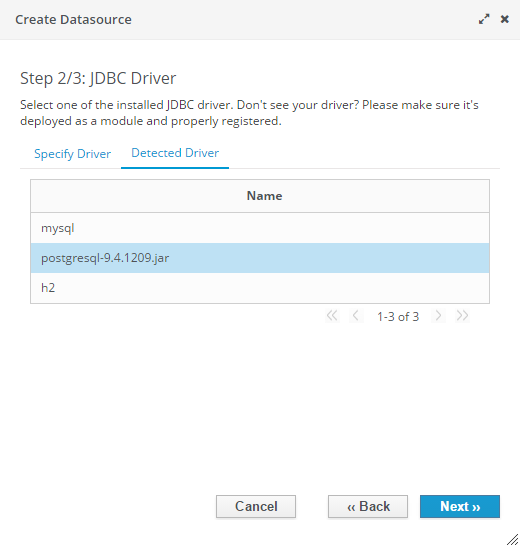 Create Datasource
Step 2/3: JDBC Driver
Select one of the installed JDBC driver. Don't see your driver? Please make sure it's
deployed as a module and properly registered.
Specify Driver Detected Driver
Name
mysql
postgresql-9.4.1209.jar
h2
1-3 of 3
Cancel ‹‹ Back Next ››